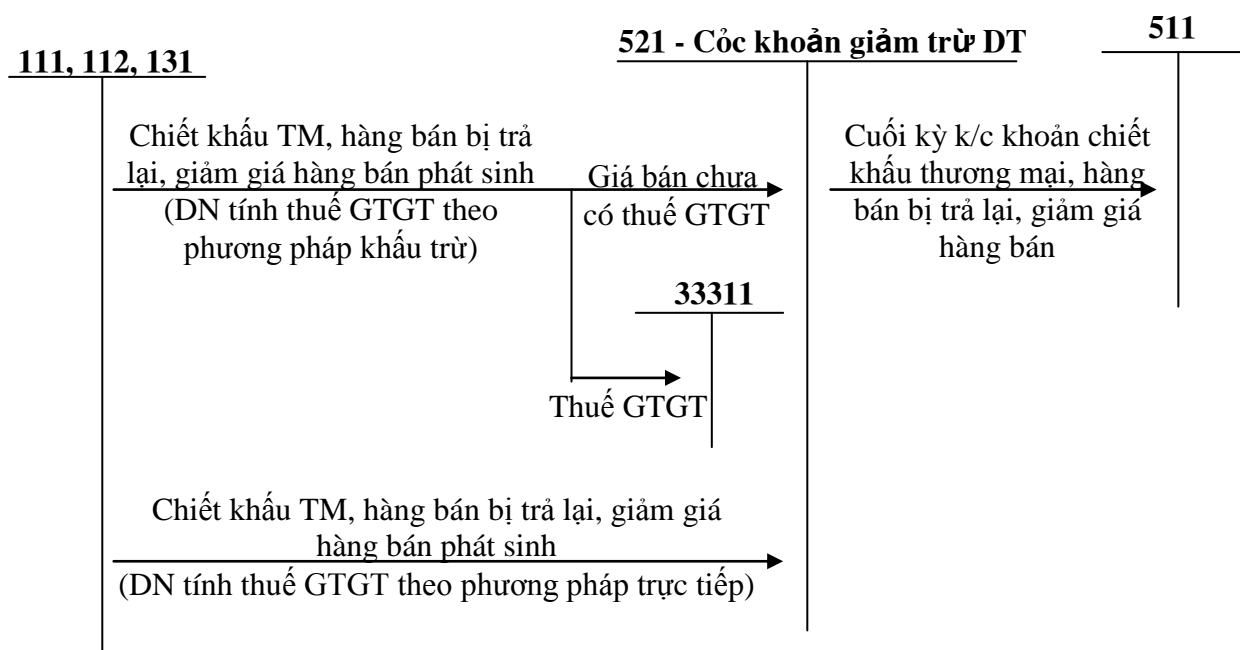 111, 112, 131
521 - Cỏc khoản giảm trừ DT
511
Chiết khấu TM, hàng bán bị trả
lại, giảm giá hàng bán phát sinh
(DN tính thuế GTGT theo
phương pháp khấu trừ)
Giá bán chưa
có thuế GTGT
Cuối kỳ k/c khoản chiết
khấu thương mại, hàng
bán bị trả lại, giảm giá
hàng bán
33311
Thuế GTGT
Chiết khấu TM, hàng bán bị trả lại, giảm giá
hàng bán phát sinh
(DN tính thuế GTGT theo phương pháp trực tiếp)